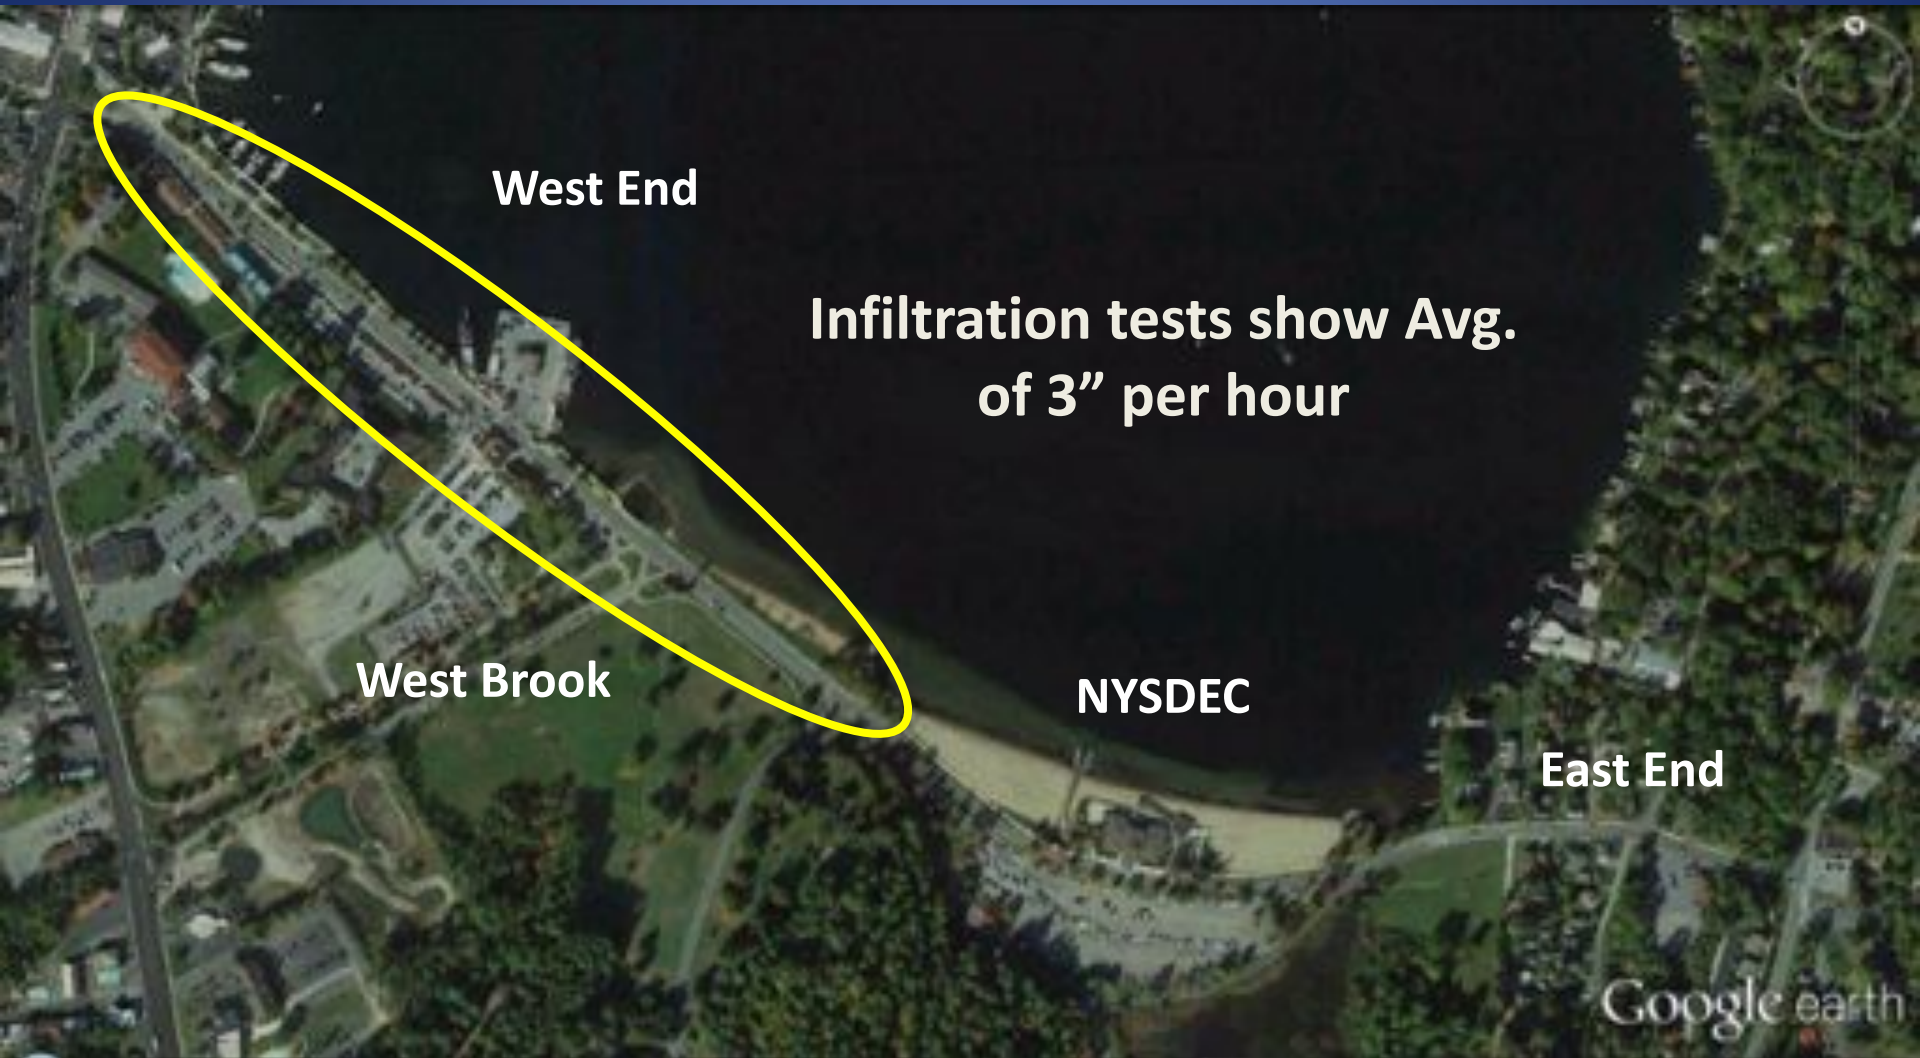 West End
Infiltration tests show Avg.
of 3” per hour
West Brook
NYSDEC
East End
Google earth